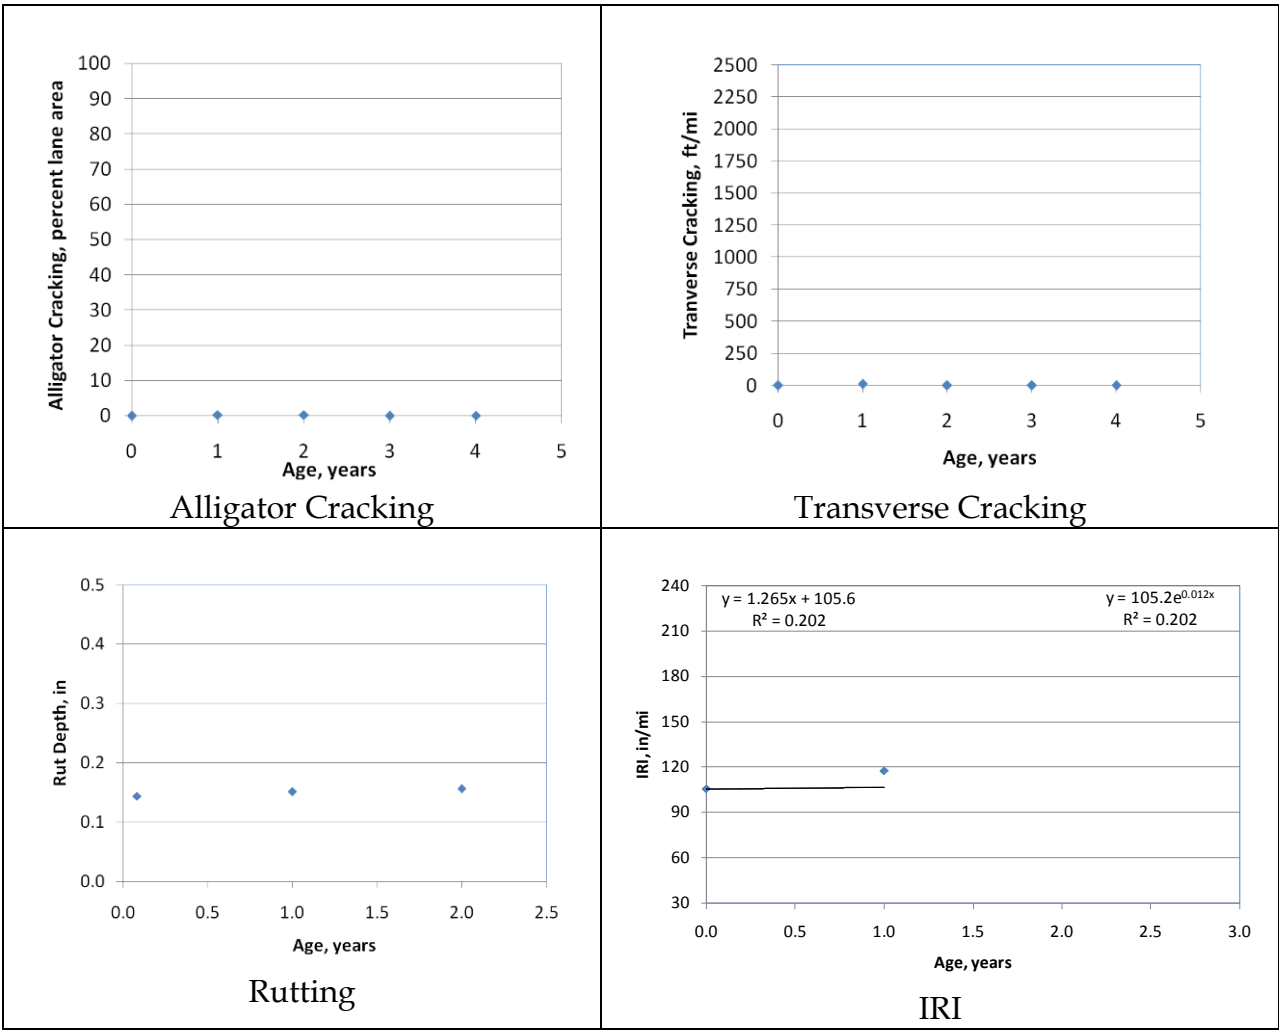 100
90
80
70
60
50
40
30
20
10
0
Alligator Cracking, percent lane area
0 1 2 3 4 5
Age, years
Alligator Cracking
2500
2250
2000
1750
1500
1250
1000
750
500
250
0
Tranverse Cracking, ft/mi
0 1 2 3 4 5
Age, years
Transverse Cracking
0.5
0.4
0.3
0.2
0.1
0.0
Rut Depth, in
0.0 0.5 1.0 1.5 2.0 2.5
Age, years
Rutting
240
210
180
150
120
90
60
30
IRI, in/mi
y = 1.265x + 105.6
R² = 0.202
y = 105.2e^0.012x
R² = 0.202
0.0 0.5 1.0 1.5 2.0 2.5 3.0
Age, years
IRI